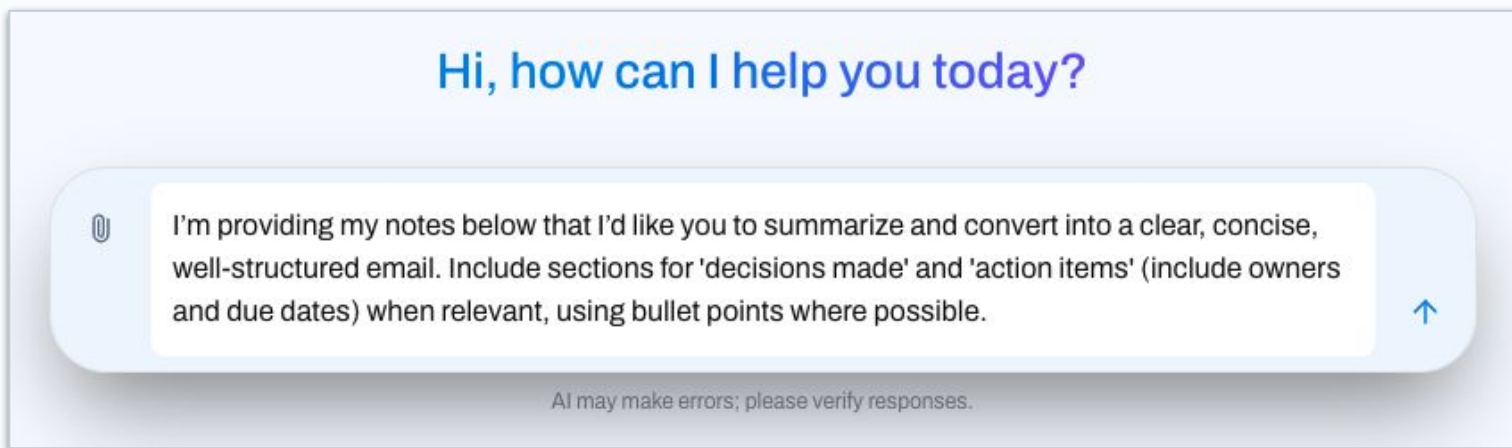 Hi, how can I help you today?
I’m providing my notes below that I’d like you to summarize and convert into a clear, concise,
well-structured email. Include sections for 'decisions made' and 'action items' (include owners
and due dates) when relevant, using bullet points where possible.
AI may make errors; please verify responses.